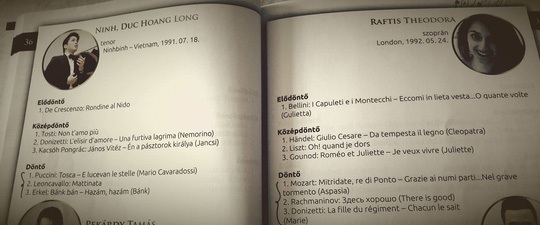 36
NINH, DUC HOANG LONG
tenor
Ninhbinh – Vietnam, 1991. 07. 18.
Elődöntő
1. De Crescenzo: Rondine al Nido
Középdöntő
1. Tosti: Non t'amo più
2. Donizetti: L'elisir d'amore – Una furtiva lagrima (Nemorino)
3. Kacsóh Pongrác: János Vitéz – Én a pásztorok királya (Jancsi)
Döntő
1. Puccini: Tosca – E lucevan le stelle (Mario Cavaradossi)
2. Leoncavallo: Mattinata
3. Erkel: Bánk bán – Hazám, hazám (Bánk)
PEKÁRDY TAMÁS
RAFTIS THEODORA
szoprán
London, 1992. 05. 24.
Elődöntő
1. Bellini: I Capuleti e i Montecchi – Eccomi in lieta vesta...O quante volte
(Gulietta)
Középdöntő
1. Händel: Giulio Cesare – Da tempesta il legno (Cleopatra)
2. Liszt: Oh! quand je dors
3. Gounod: Roméo et Juliette – Je veux vivre (Juliette)
Döntő
1. Mozart: Mitridate, re di Ponto – Grazie ai numi parti...Nel grave
tormento (Aspasia)
2. Rachmaninov: Здесь хорошо (There is good)
3. Donizetti: La fille du régiment – Chacun le sait
(Marie)